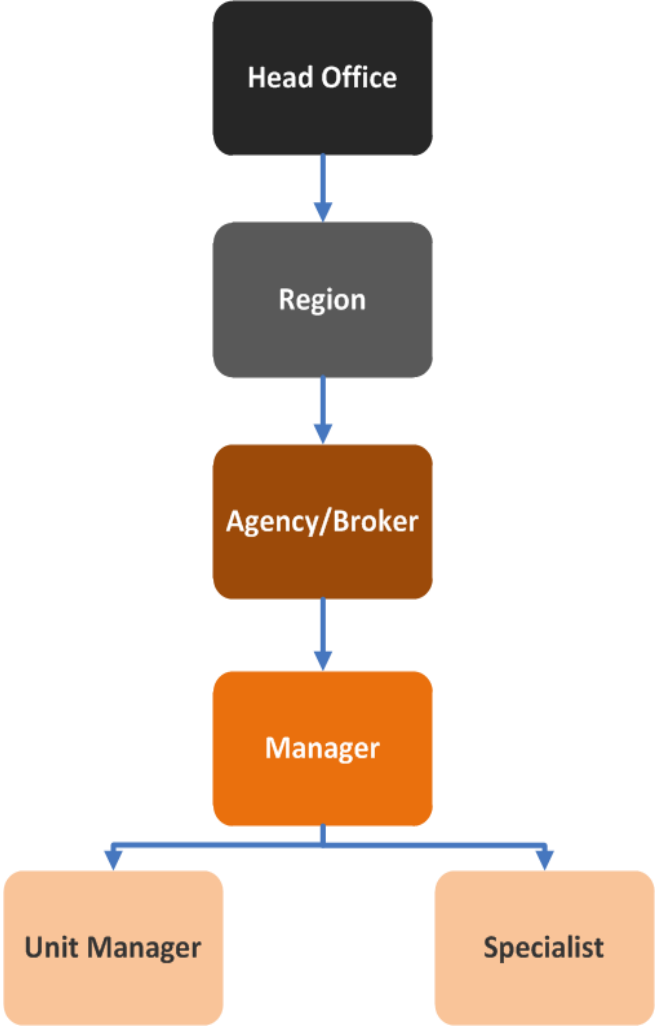 Head Office
Region
Agency/Broker
Manager
Unit Manager
Specialist